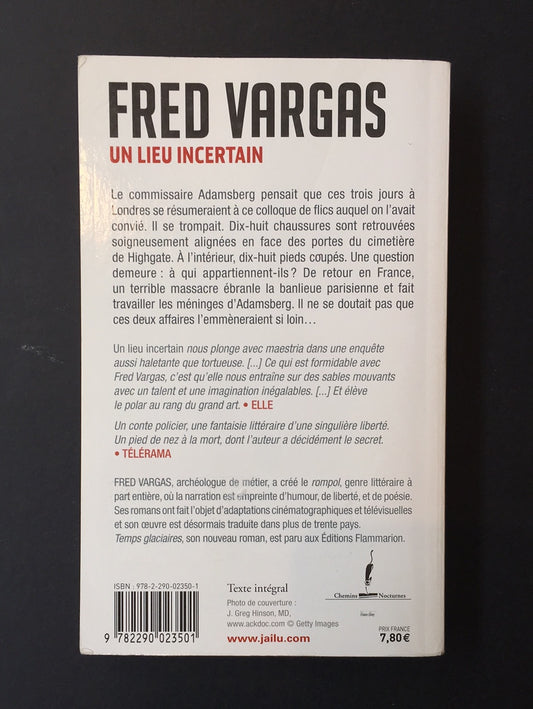 FRED VARGAS
UN LIEU INCERTAIN
Le commissaire Adamsberg pensait que ces trois jours à
Londres se résumeraient à ce colloque de flics auquel on l'avait
convié. Il se trompait. Dix-huit chaussures sont retrouvées
soigneusement alignées en face des portes du cimetière
de Highgate. À l'intérieur, dix-huit pieds coupés. Une question
demeure : à qui appartiennent-ils ? De retour en France,
un terrible massacre ébranle la banlieue parisienne et fait
travailler les méninges d'Adamsberg. Il ne se doutait pas que
ces deux affaires l'emmèneraient si loin…
Un lieu incertain nous plonge avec maestria dans une enquête
aussi haletante que tortueuse. [...] Ce qui est formidable avec
Fred Vargas, c'est qu'elle nous entraîne sur des sables mouvants
avec un talent et une imagination inégalables. [...] Et élève
le polar au rang du grand art. • ELLE
Un conte policier, une fantaisie littéraire d'une singulière liberté.
Un pied de nez à la mort, dont l'auteur a décidément le secret.
• TÉLÉRAMA
FRED VARGAS, archéologue de métier, a créé le rompol, genre littéraire à
part entière, où la narration est empreinte d'humour, de liberté, et de poésie.
Ses romans ont fait l'objet d'adaptations cinématographiques et télévisuelles
et son œuvre est désormais traduite dans plus de trente pays.
Temps glaciaires, son nouveau roman, est paru aux Éditions Flammarion.
ISBN : 978-2-290-02350-1
9 782290 023501
Texte intégral
Photo de couverture :
J. Greg Hinson, MD,
www.ackdoc.com © Getty Images
www.jailu.com
Chemins Nocturnes
Viviane Hamy
PRIX FRANCE
7,80 €